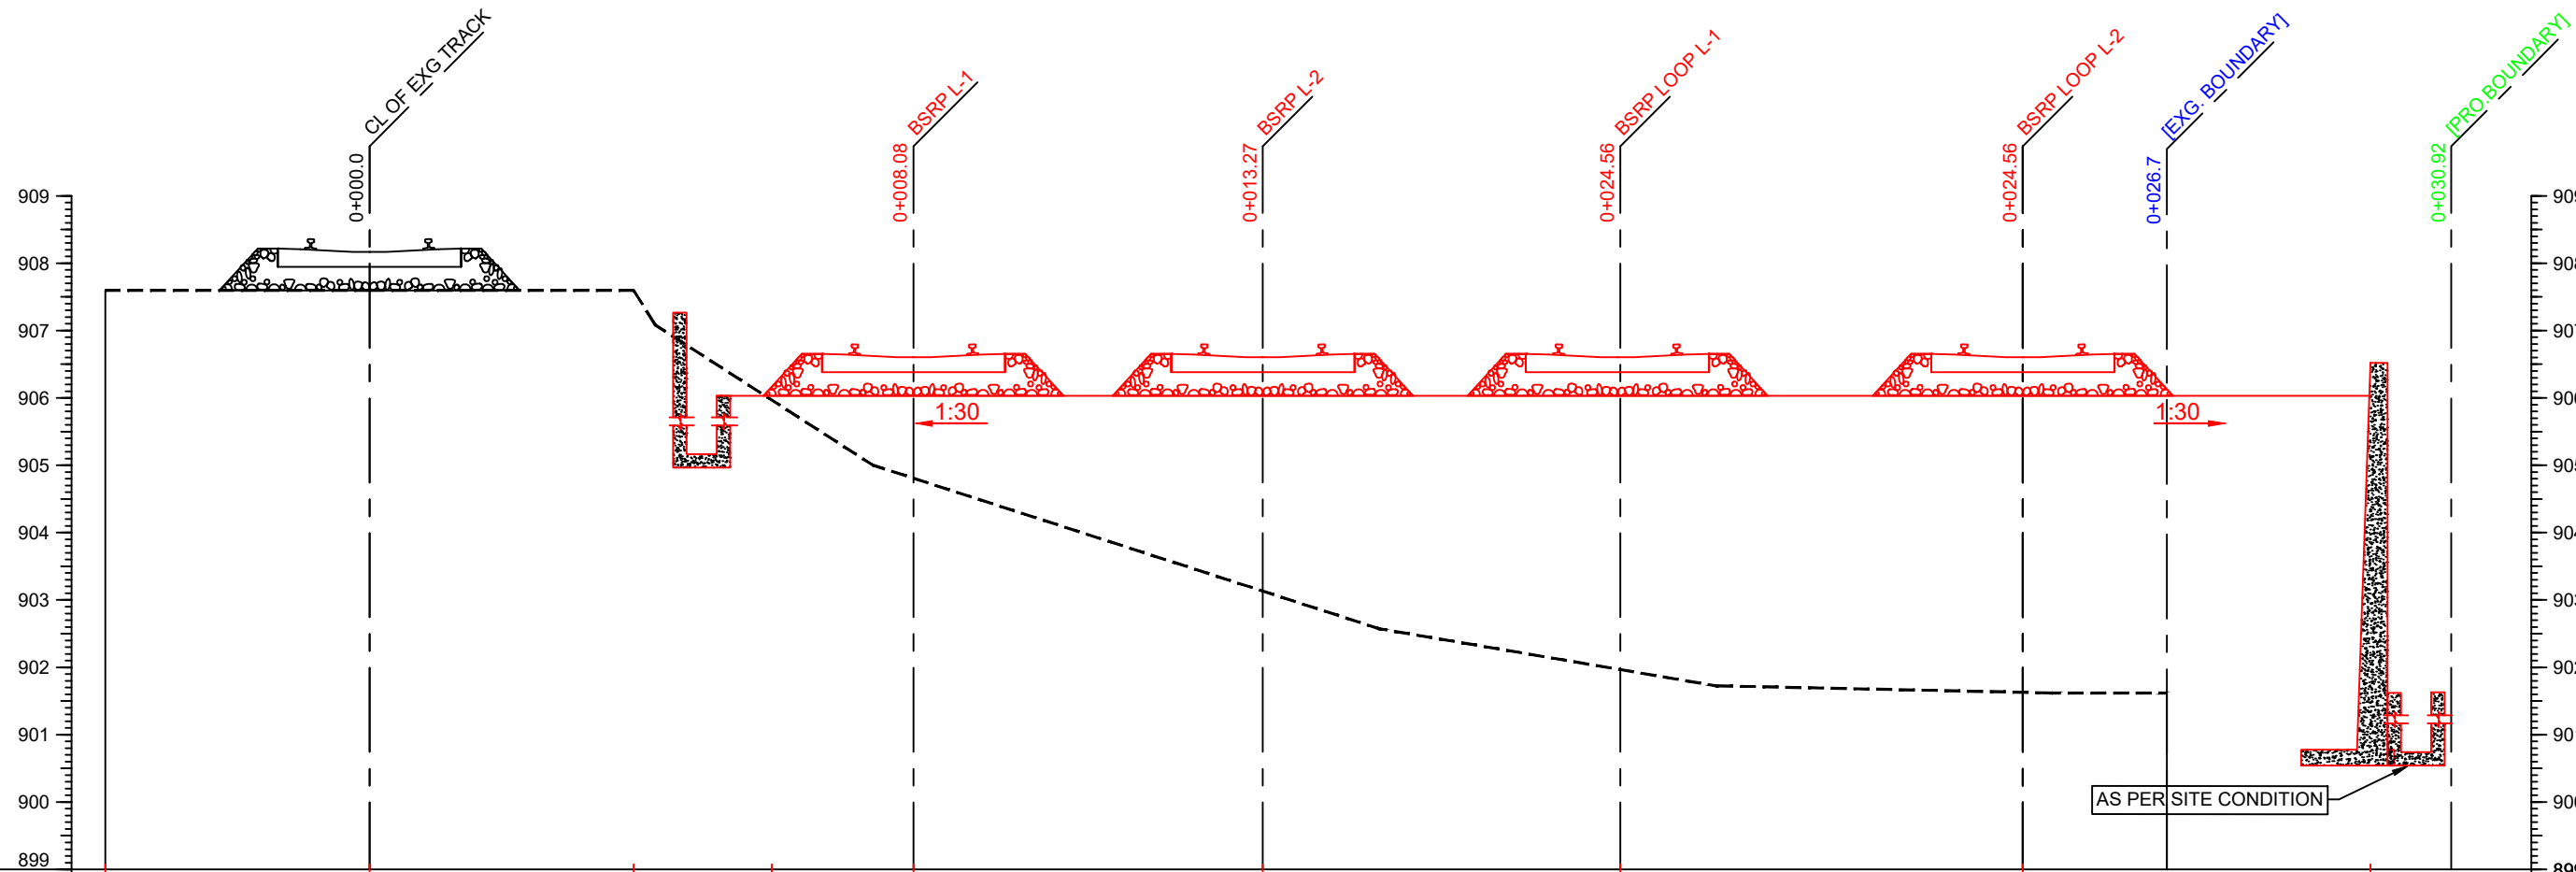 CL OF EXG TRACK
BSRP L-1
BSRP L-2
BSRP LOOP L-1
BSRP LOOP L-2
[EXG. BOUNDARY]
[PRO.BOUNDARY]
0+000.0
0+008.08
0+013.27
0+024.56
0+024.56
0+026.7
0+030.92
909
908
907
906
905
904
903
902
901
900
899
1:30
1:30
AS PER SITE CONDITION